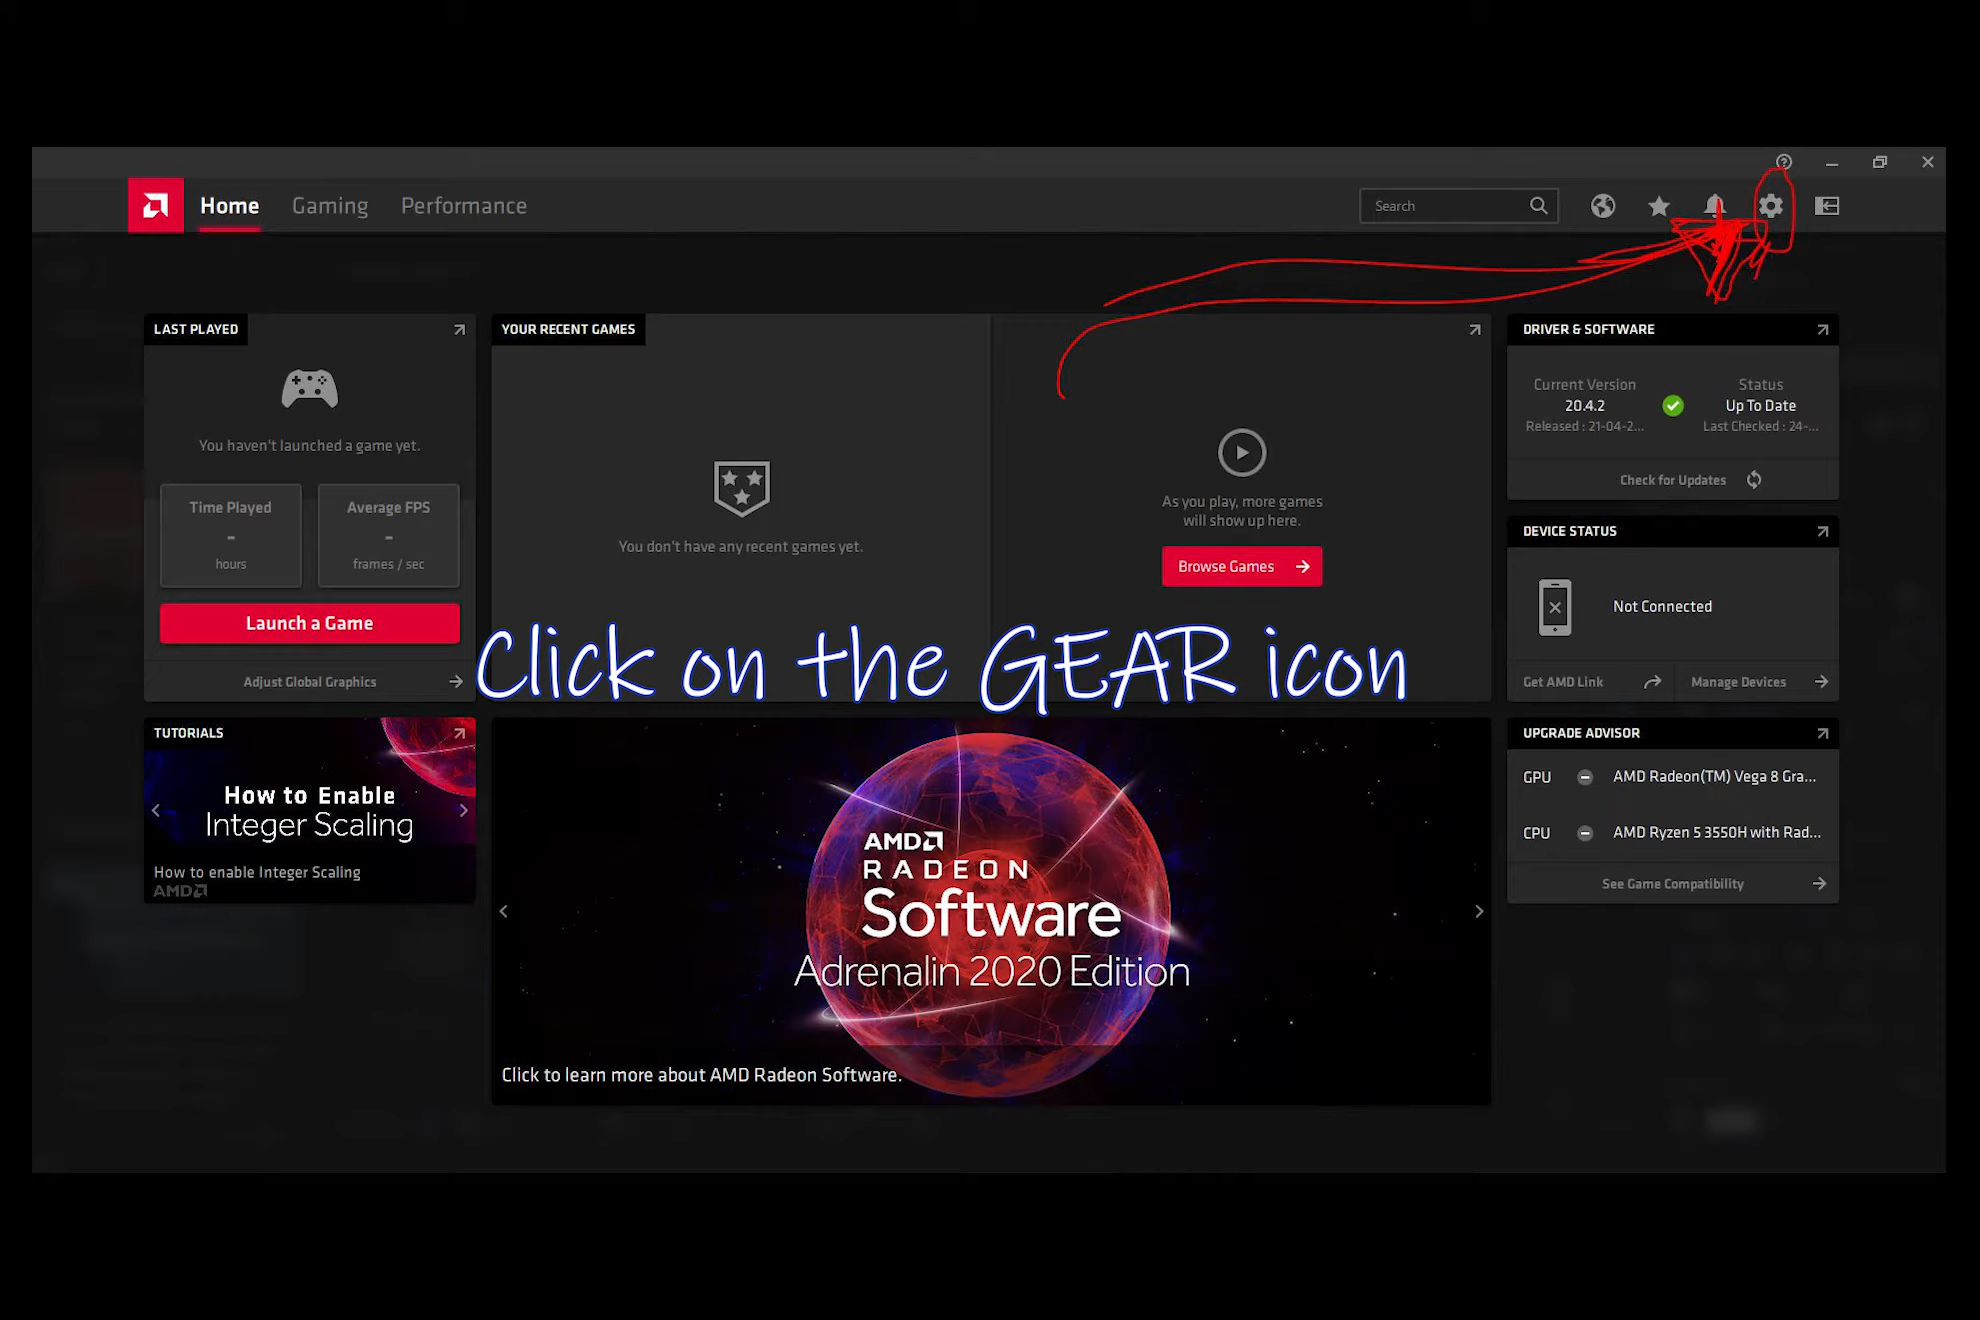 Home Gaming Performance Search
LAST PLAYED
You haven't launched a game yet.
Time Played
-
hours
Average FPS
-
frames / sec
Launch a Game
Adjust Global Graphics
YOUR RECENT GAMES
You don't have any recent games yet.
As you play, more games
will show up here.
Browse Games
Click on the GEAR icon
DRIVER & SOFTWARE
Current Version
20.4.2
Released : 21-04-2...
Status
Up To Date
Last Checked : 24-...
Check for Updates
DEVICE STATUS
Not Connected
Get AMD Link
Manage Devices
TUTORIALS
How to Enable
Integer Scaling
How to enable Integer Scaling
AMD
AMD
RADEON
Software
Adrenalin 2020 Edition
Click to learn more about AMD Radeon Software.
UPGRADE ADVISOR
GPU AMD Radeon(TM) Vega 8 Gra...
CPU AMD Ryzen 5 3550H with Rad...
See Game Compatibility